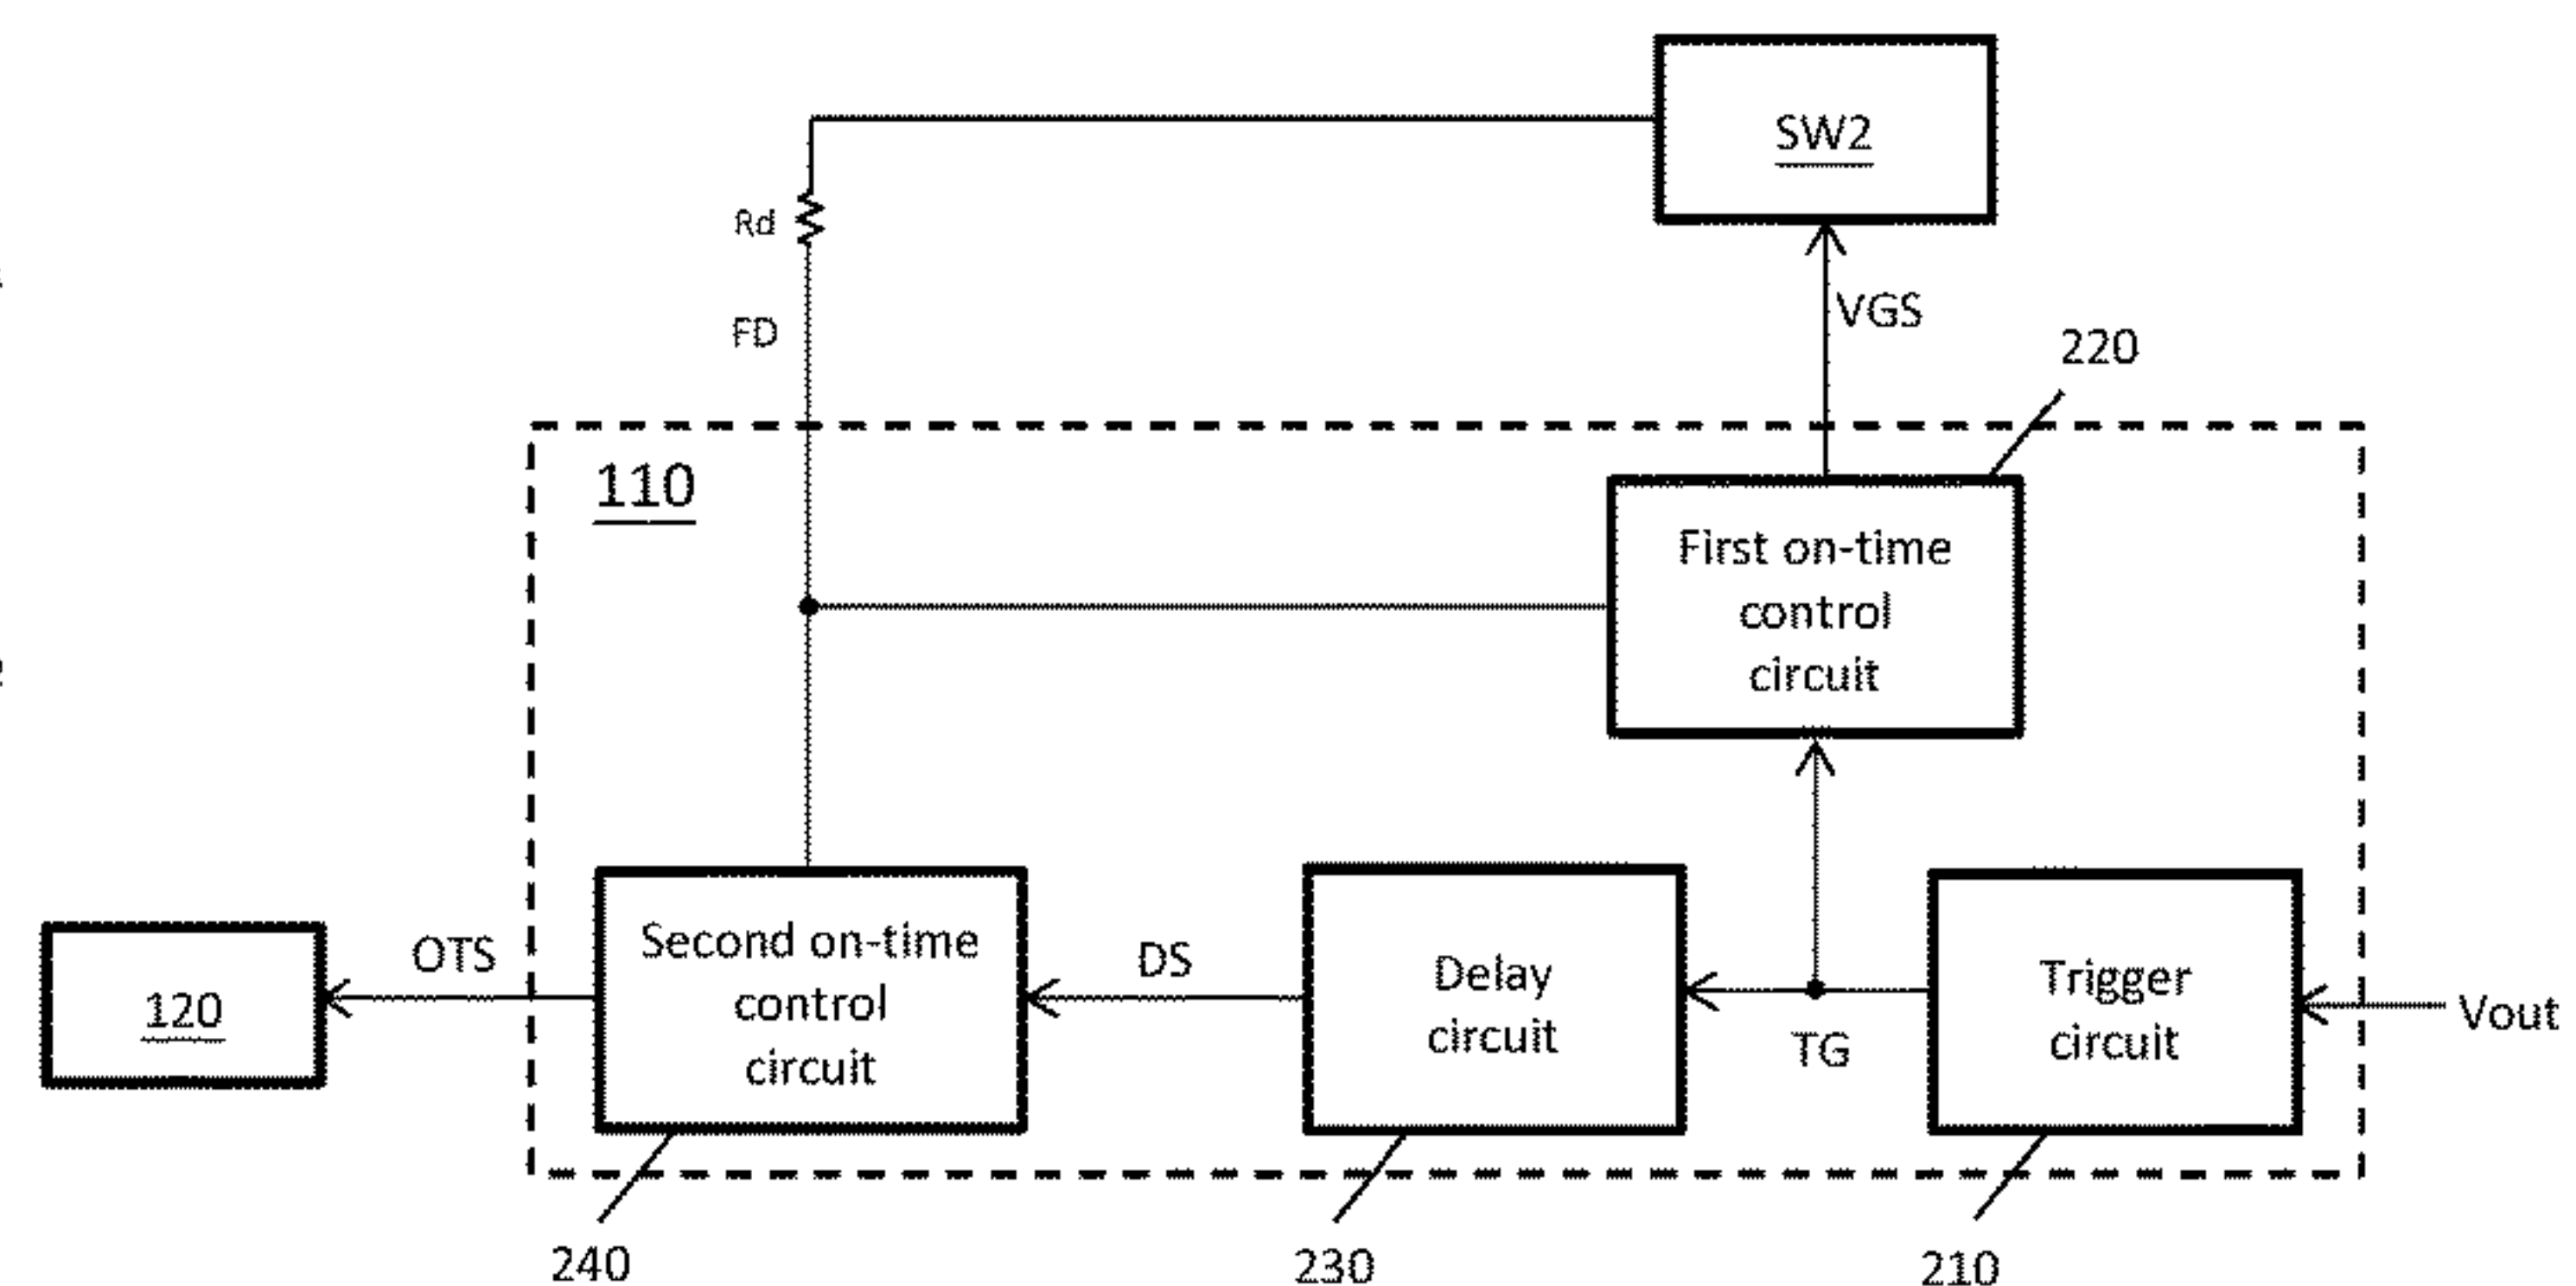 SW2
Rd
FD
VGS
220
110
First on-time
control
circuit
Second on-time
control
circuit
Delay
circuit
Trigger
circuit
120
OTS
DS
TG
Vout
240
230
210